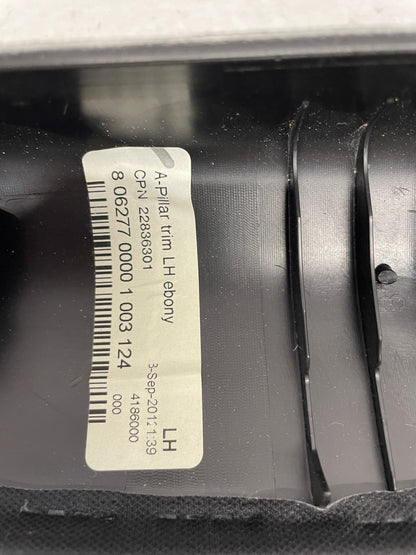 A-Pillar trim LH ebony
LH
CPN 22836301
3-Sep-2012 1:39
4186000
8 06277 0000 1 003 124
000